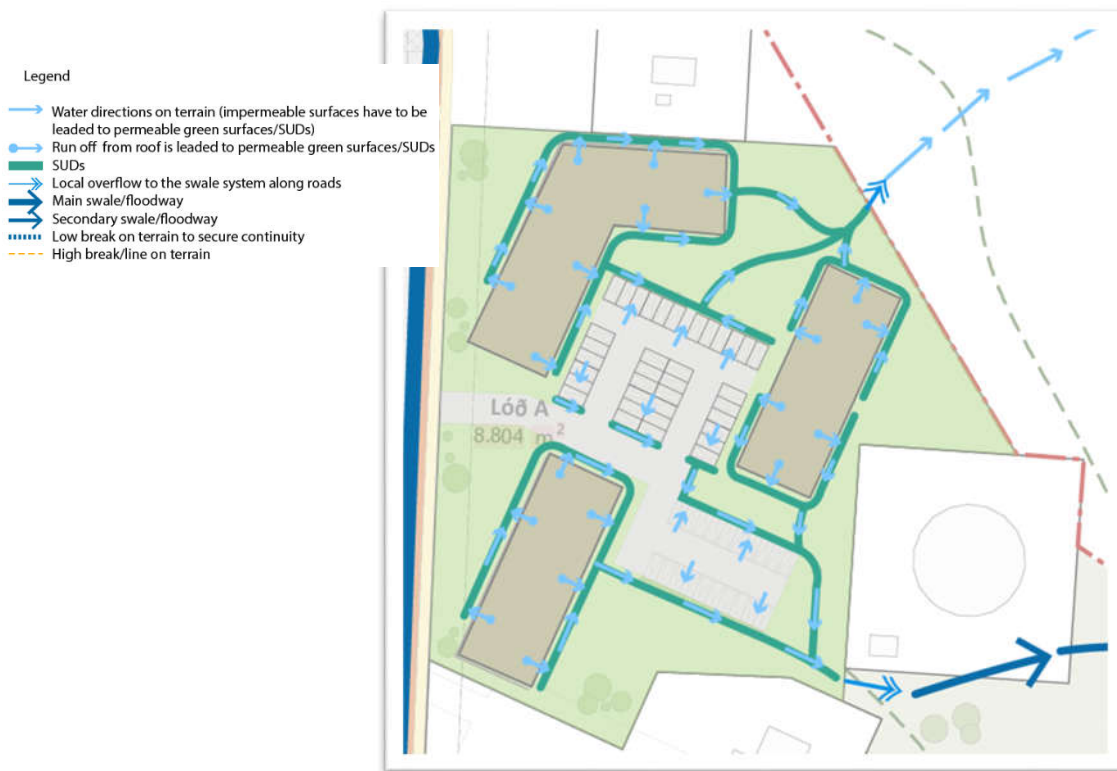 Legend
Water directions on terrain (impermeable surfaces have to be
leaded to permeable green surfaces/SUDs)
Run off from roof is leaded to permeable green surfaces/SUDs
SUDs
Local overflow to the swale system along roads
Main swale/floodway
Secondary swale/floodway
Low break on terrain to secure continuity
High break/line on terrain
Lóð A
8.804 m²